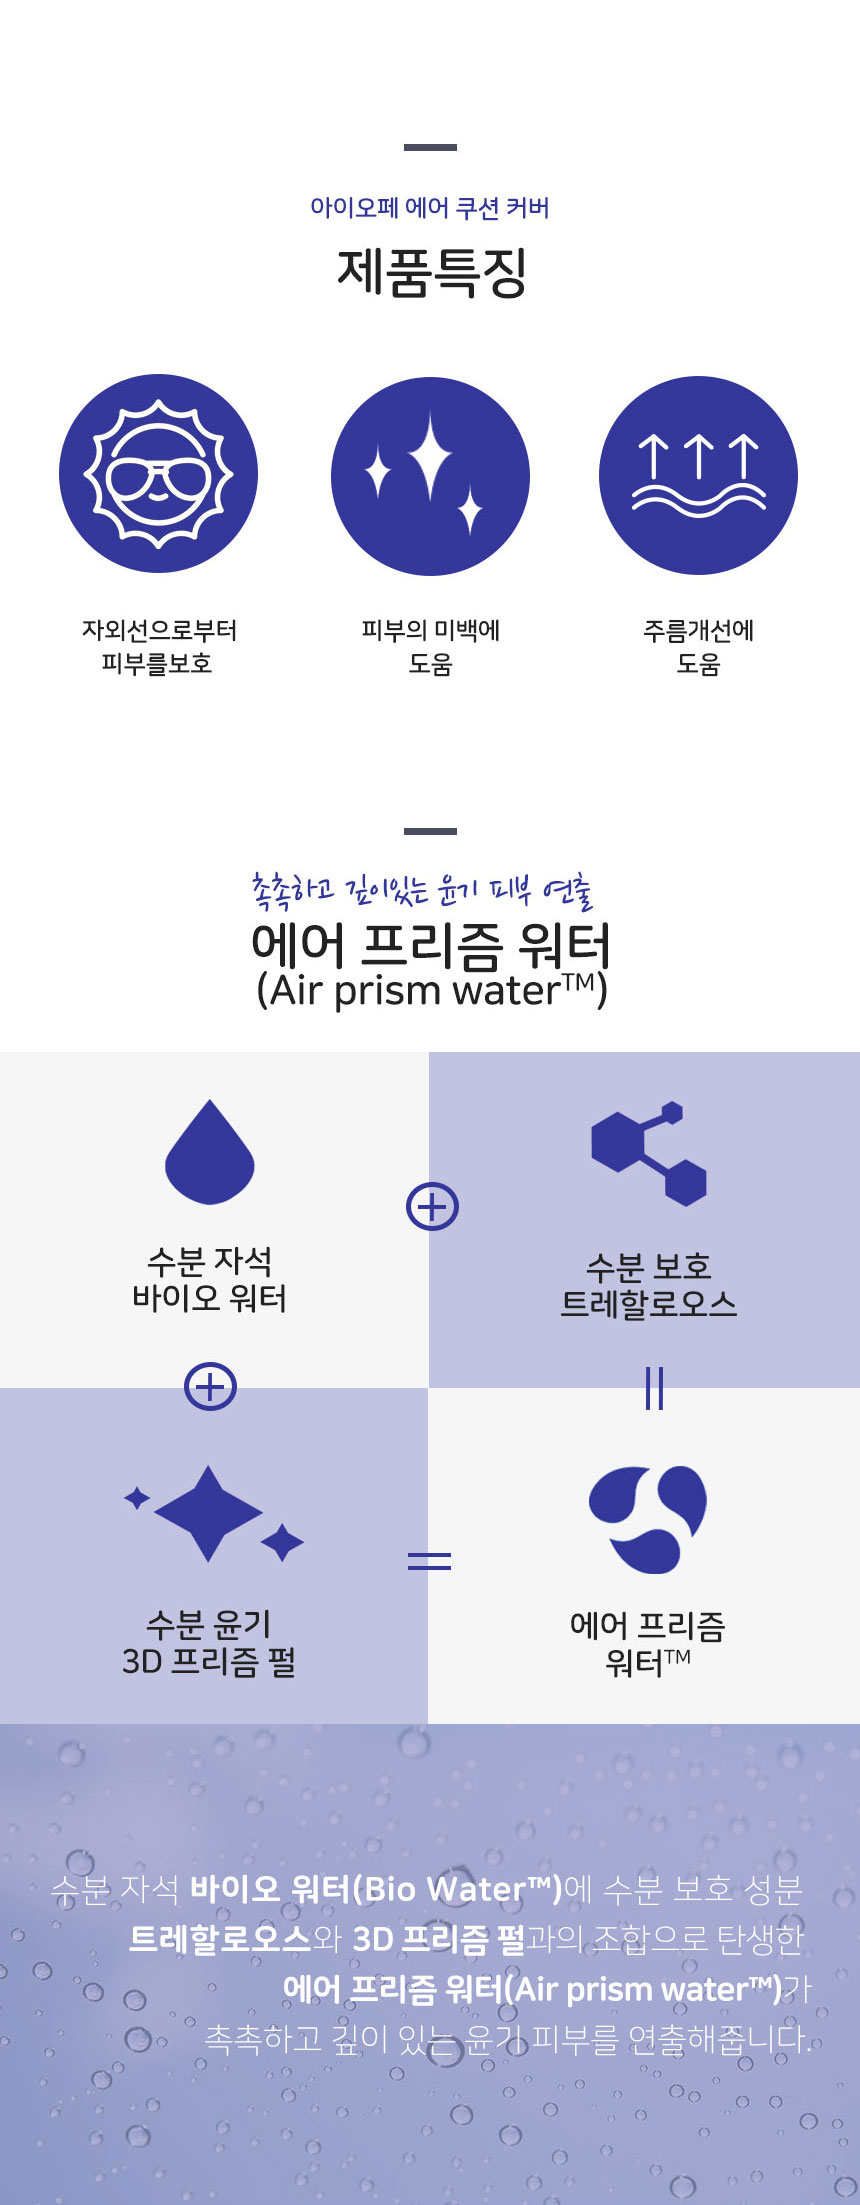 아이오페 에어 쿠션 커버
제품특징
자외선으로부터
피부를보호
피부의 미백에
도움
주름개선에
도움
촉촉하고 깊이있는 윤기 피부 연출
에어 프리즘 워터
(Air prism water™)
수분 자석
바이오 워터
수분 보호
트레할로오스
수분 윤기
3D 프리즘 펄
에어 프리즘
워터™
수분 자석 바이오 워터(Bio Water™)에 수분 보호 성분
트레할로오스와 3D 프리즘 펄과의 조합으로 탄생한
에어 프리즘 워터(Air prism water™)가
촉촉하고 깊이 있는 윤기 피부를 연출해줍니다.